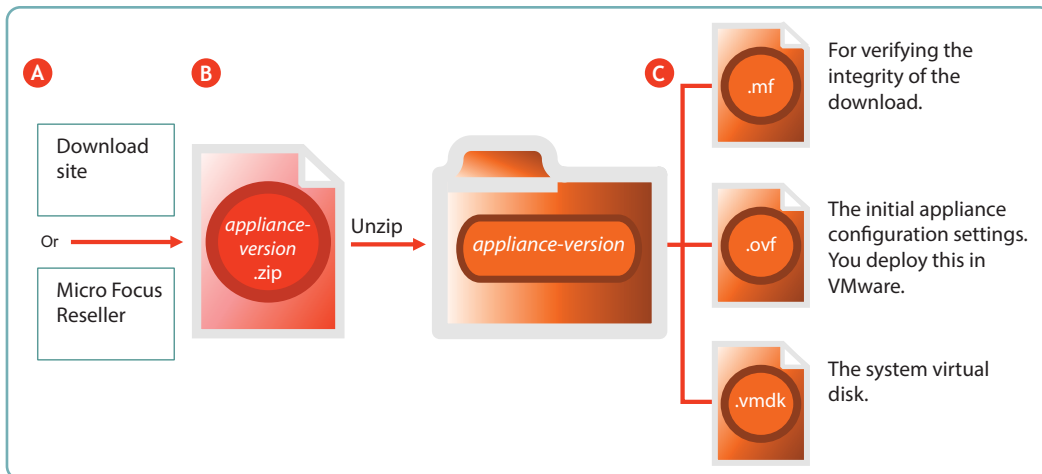 A
B
C
Download
site
Or
Micro Focus
Reseller
appliance-
version
.zip
Unzip
appliance-version
.mf
For verifying the
integrity of the
download.
.ovf
The initial appliance
configuration settings.
You deploy this in
VMware.
.vmdk
The system virtual
disk.